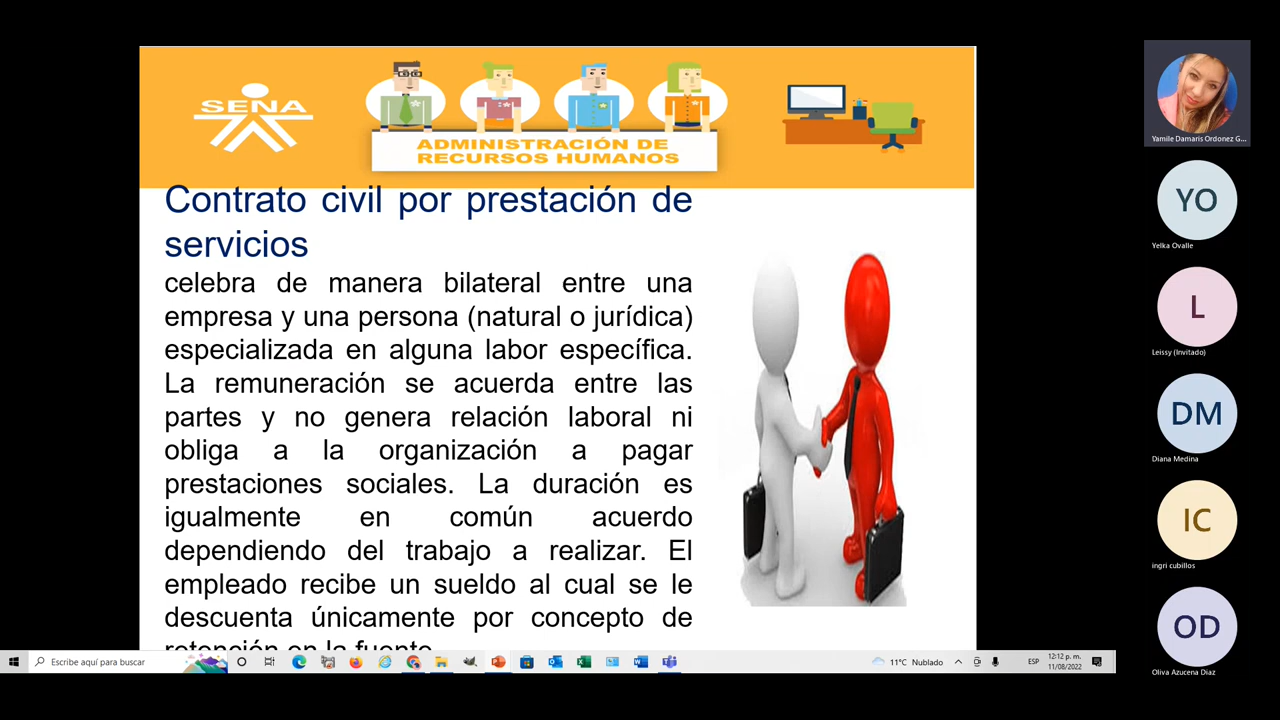 SENA
ADMINISTRACIÓN DE
RECURSOS HUMANOS
Contrato civil por prestación de
servicios
celebra de manera bilateral entre una
empresa y una persona (natural o jurídica)
especializada en alguna labor específica.
La remuneración se acuerda entre las
partes y no genera relación laboral ni
obliga a la organización a pagar
prestaciones sociales. La duración es
igualmente en común acuerdo
dependiendo del trabajo a realizar. El
empleado recibe un sueldo al cual se le
descuenta únicamente por concepto de
retención en la fuente
Escribe aquí para buscar
11°C Nublado
ESP
12:12 p. m.
11/08/2022
Yamile Damaris Ordonez G...
YO
Yelka Ovalle
L
Leissy (Invitado)
DM
Diana Medina
IC
ingri cubillos
OD
Oliva Azucena Diaz